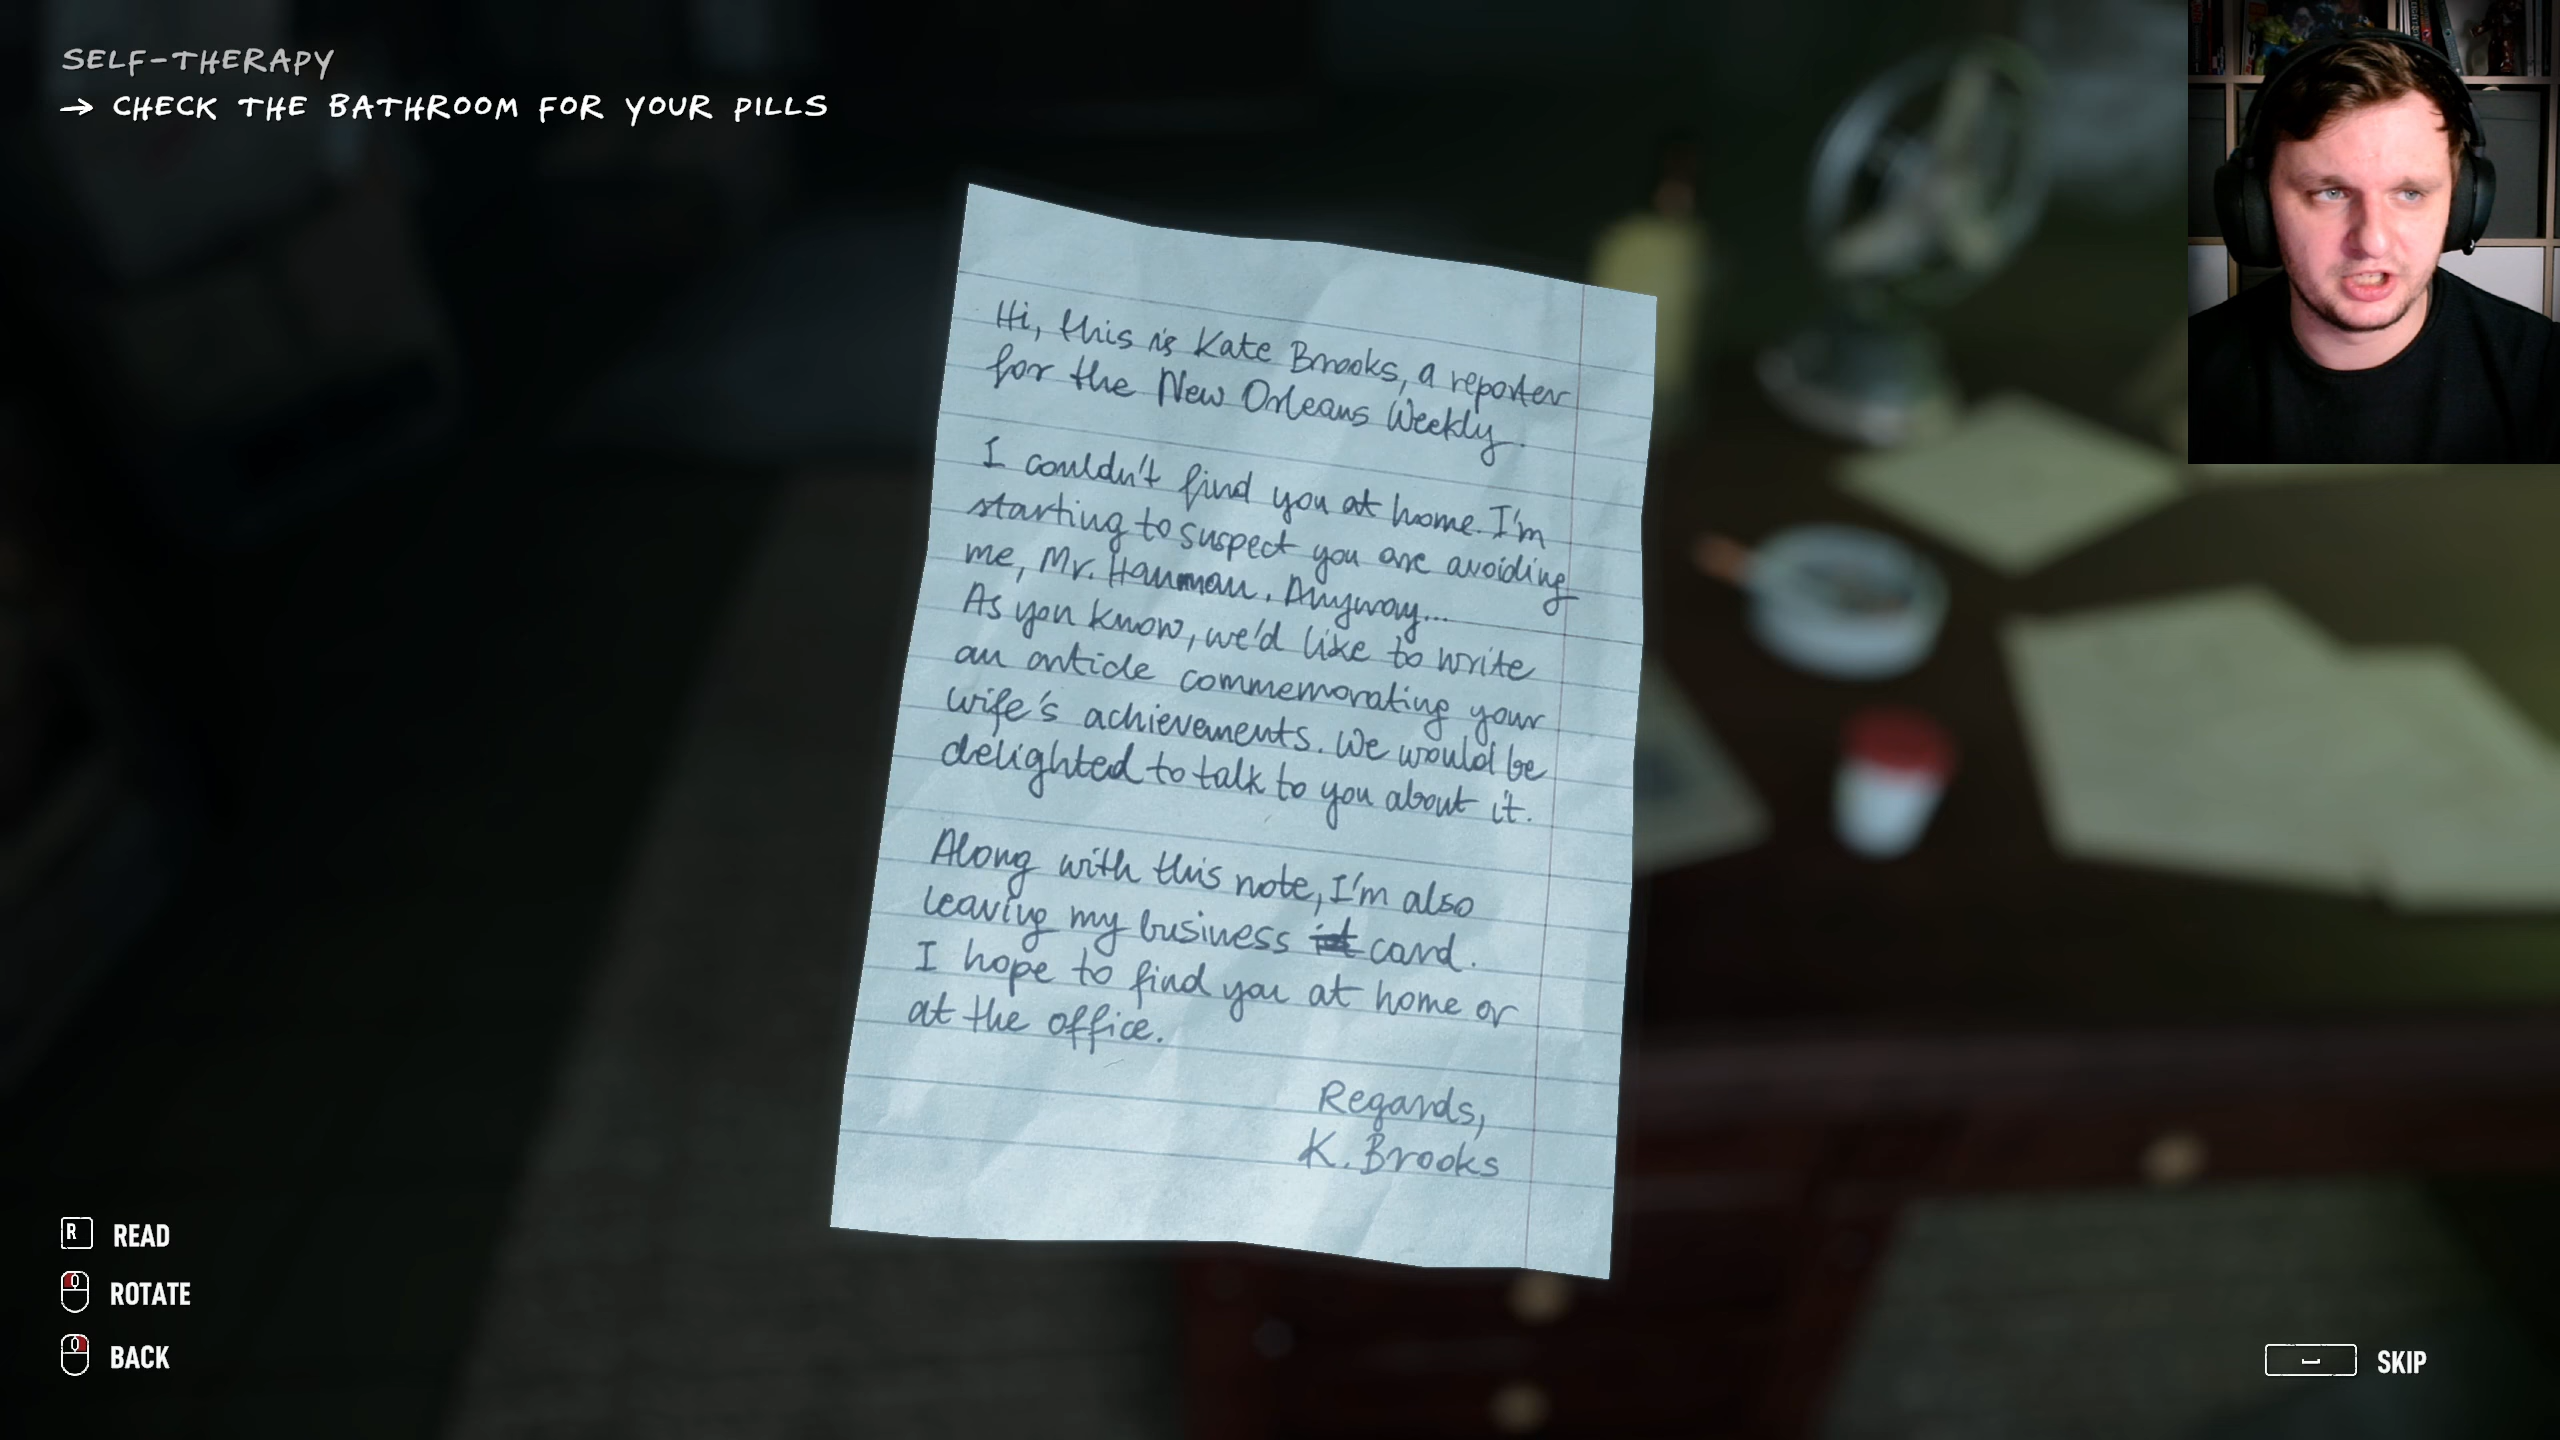 SELF-THERAPY
→ CHECK THE BATHROOM FOR YOUR PILLS
Hi, this is Kate Brooks, a reporter
for the New Orleans Weekly.
I couldn't find you at home. I'm
starting to suspect you are avoiding
me, Mr. Hamman. Anyway...
As you know, we'd like to write
an article commemorating your
wife's achievements. We would be
delighted to talk to you about it.
Along with this note, I'm also
leaving my business card.
I hope to find you at home or
at the office.
Regards,
K. Brooks
R READ
ROTATE
BACK
SKIP